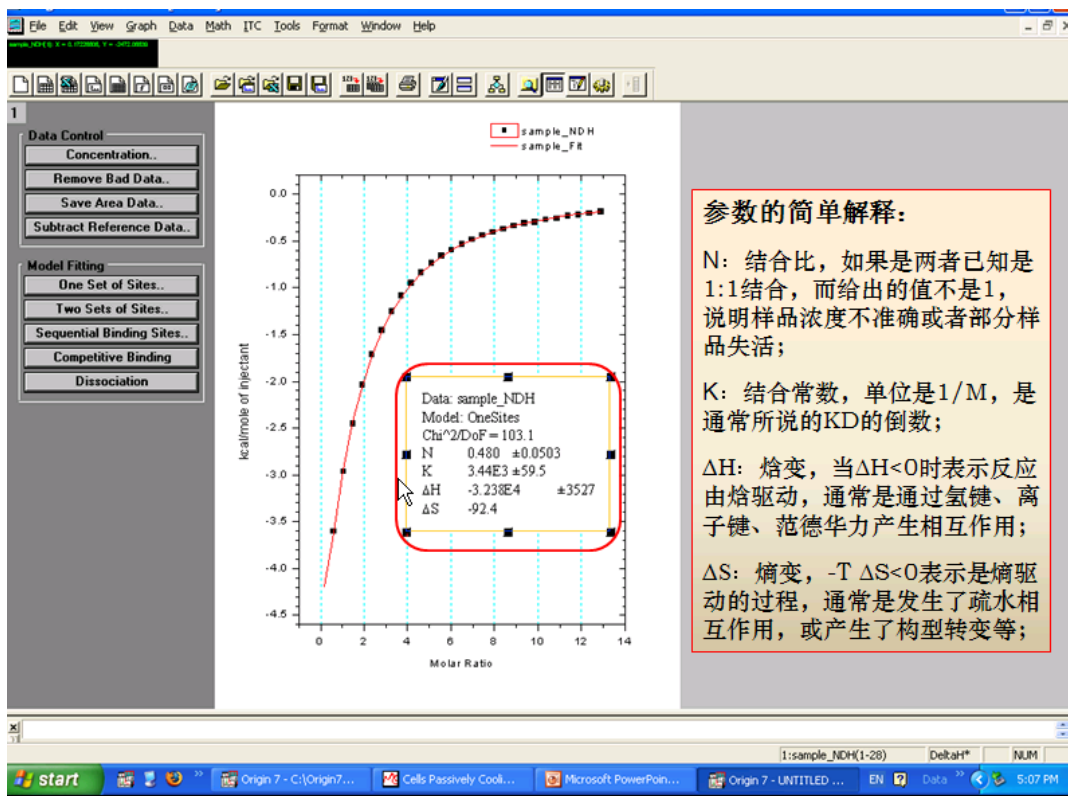 File Edit View Graph Data Math ITC Tools Format Window Help
1
Data Control
Concentration..
Remove Bad Data..
Save Area Data..
Subtract Reference Data..
Model Fitting
One Set of Sites..
Two Sets of Sites..
Sequential Binding Sites..
Competitive Binding
Dissociation
sample_NDH
sample_Fit
0.0
-0.5
-1.0
-1.5
-2.0
-2.5
-3.0
-3.5
-4.0
-4.5
kcal/mole of injectant
0 2 4 6 8 10 12 14
Molar Ratio
Data: sample_NDH
Model: OneSites
Chi^2/DoF = 103.1
N 0.480 ±0.0503
K 3.44E3 ±59.5
ΔH -3.238E4 ±3527
ΔS -92.4
参数的简单解释：
N：结合比，如果是两者已知是
1:1结合，而给出的值不是1，
说明样品浓度不准确或者部分样
品失活；
K：结合常数，单位是1/M，是
通常所说的KD的倒数；
ΔH：焓变，当ΔH<0时表示反应
由焓驱动，通常是通过氢键、离
子键、范德华力产生相互作用；
ΔS：熵变，-T ΔS<0表示是熵驱
动的过程，通常是发生了疏水相
互作用，或产生了构型转变等；
1:sample_NDH(1-28) DeltaH* NUM
start
Origin 7 - C:\Origin7...
Cells Passively Cooli...
Microsoft PowerPoin...
Origin 7 - UNTITLED ...
EN
Data
5:07 PM